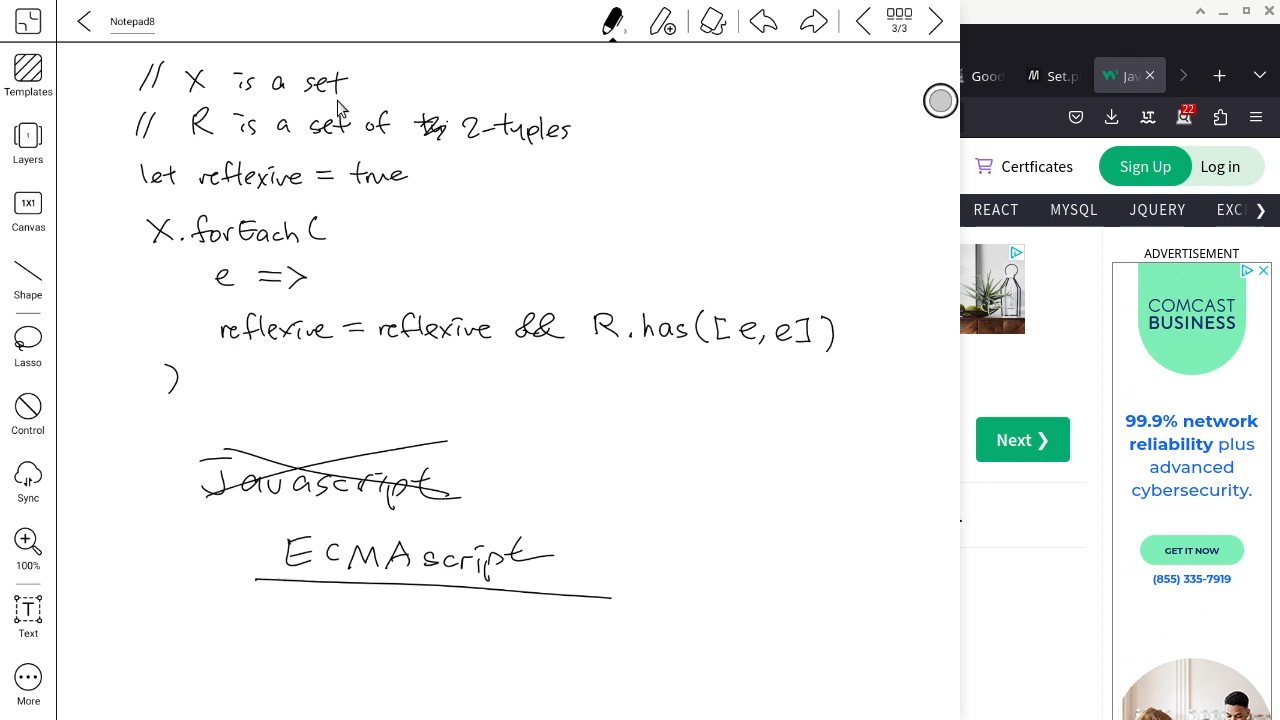 Notepad8
3/3
Templates
Layers
1X1
Canvas
Shape
Lasso
Control
Sync
100%
Text
More
// X is a set
// R is a set of 2-tuples
let reflexive = true
X.forEach(
e =>
reflexive = reflexive && R.has([e,e])
)
Javascript
ECMAscript
Good
Set.p
Jav
22
Certficates
Sign Up
Log in
REACT MYSQL JQUERY EXC
ADVERTISEMENT
COMCAST
BUSINESS
Next ❯
99.9% network
reliability plus
advanced
cybersecurity.
GET IT NOW
(855) 335-7919